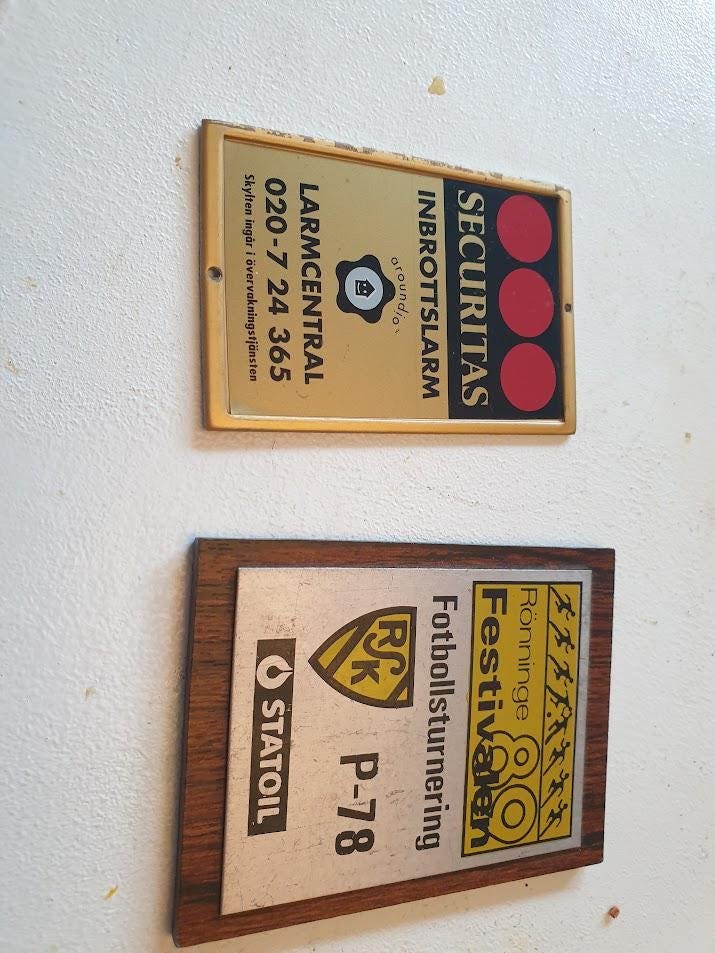 SECURITAS
INBROTTSLARM
LARMCENTRAL
020-7 24 365
Skylten ingår i övervakningstjänsten
Rönninge 80
Festivalen
Fotbollsturnering
RSK
P-78
STATOIL